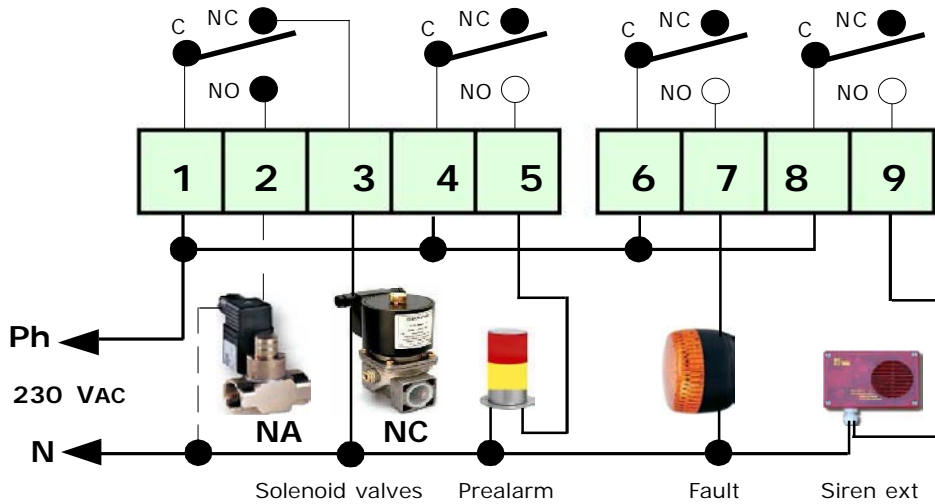 C NC C NC C NC C NC
NO NO NO NO
1 2 3 4 5 6 7 8 9
Ph
230 VAC
NA NC
N
Solenoid valves Prealarm Fault Siren ext